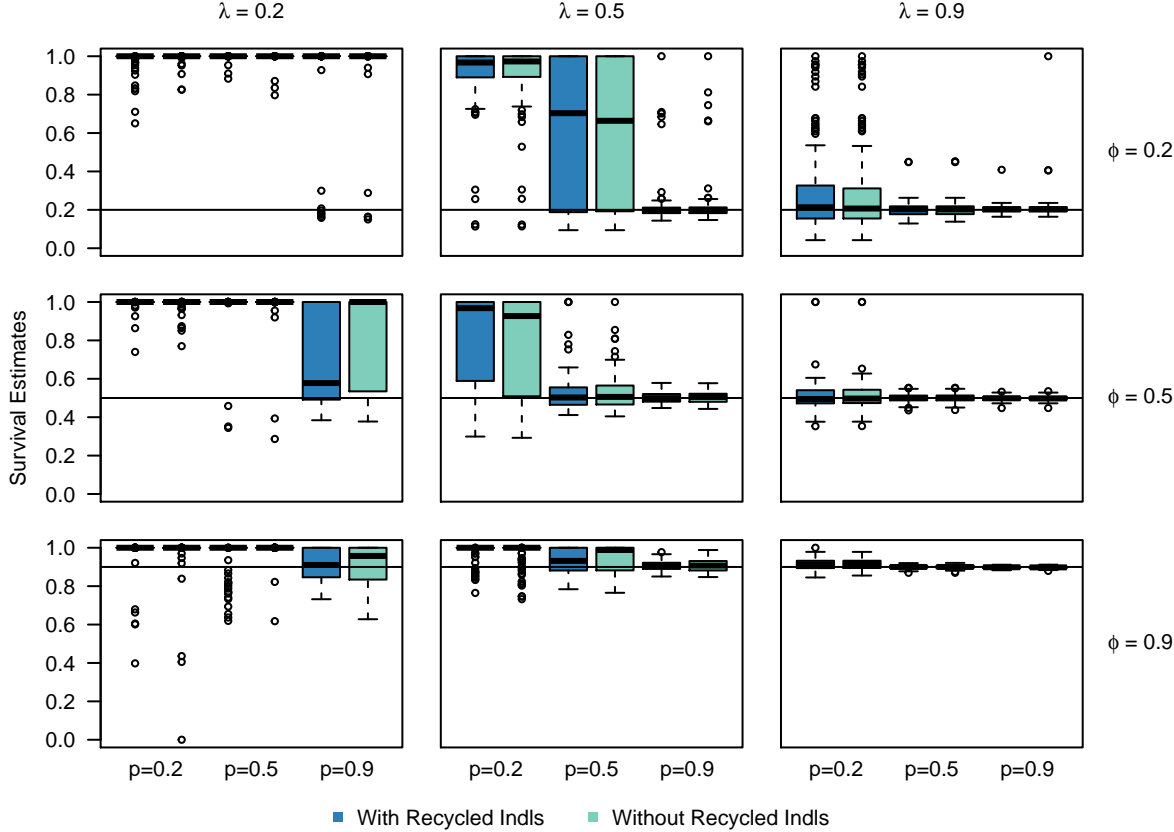 λ = 0.2 λ = 0.5 λ = 0.9
1.0
0.8
0.6
0.4
0.2
0.0
φ = 0.2
Survival Estimates
1.0
0.8
0.6
0.4
0.2
0.0
φ = 0.5
1.0
0.8
0.6
0.4
0.2
0.0
φ = 0.9
p=0.2 p=0.5 p=0.9 p=0.2 p=0.5 p=0.9 p=0.2 p=0.5 p=0.9
With Recycled Indls Without Recycled Indls